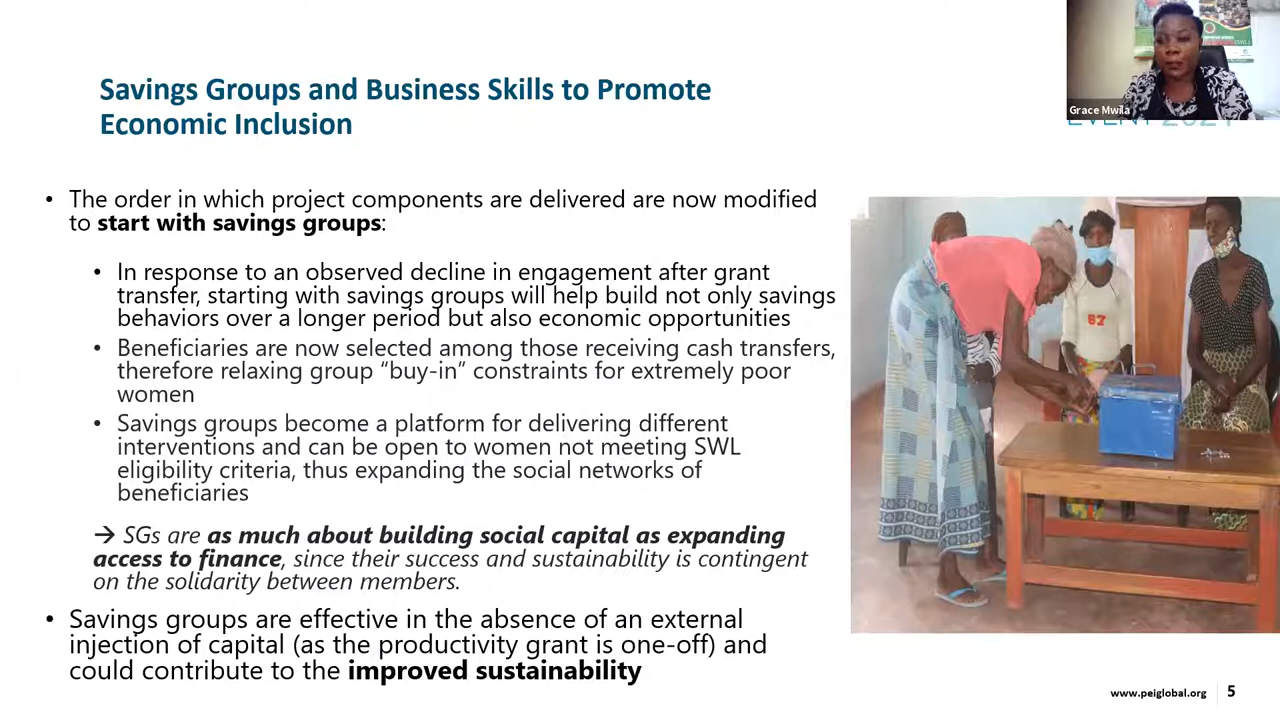 Savings Groups and Business Skills to Promote
Economic Inclusion
Grace Mwila
• The order in which project components are delivered are now modified
to start with savings groups:
• In response to an observed decline in engagement after grant
transfer, starting with savings groups will help build not only savings
behaviors over a longer period but also economic opportunities
• Beneficiaries are now selected among those receiving cash transfers,
therefore relaxing group “buy-in” constraints for extremely poor
women
• Savings groups become a platform for delivering different
interventions and can be open to women not meeting SWL
eligibility criteria, thus expanding the social networks of
beneficiaries
→ SGs are as much about building social capital as expanding
access to finance, since their success and sustainability is contingent
on the solidarity between members.
• Savings groups are effective in the absence of an external
injection of capital (as the productivity grant is one-off) and
could contribute to the improved sustainability
67
www.peiglobal.org 5